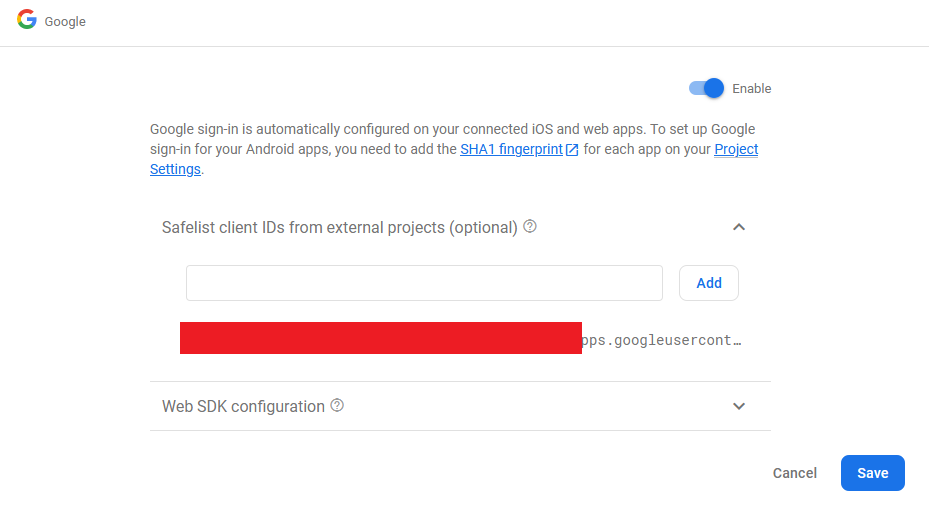 Google
Enable
Google sign-in is automatically configured on your connected iOS and web apps. To set up Google
sign-in for your Android apps, you need to add the SHA1 fingerprint for each app on your Project
Settings.
Safelist client IDs from external projects (optional)
Add
pps.googleusercont…
Web SDK configuration
Cancel
Save